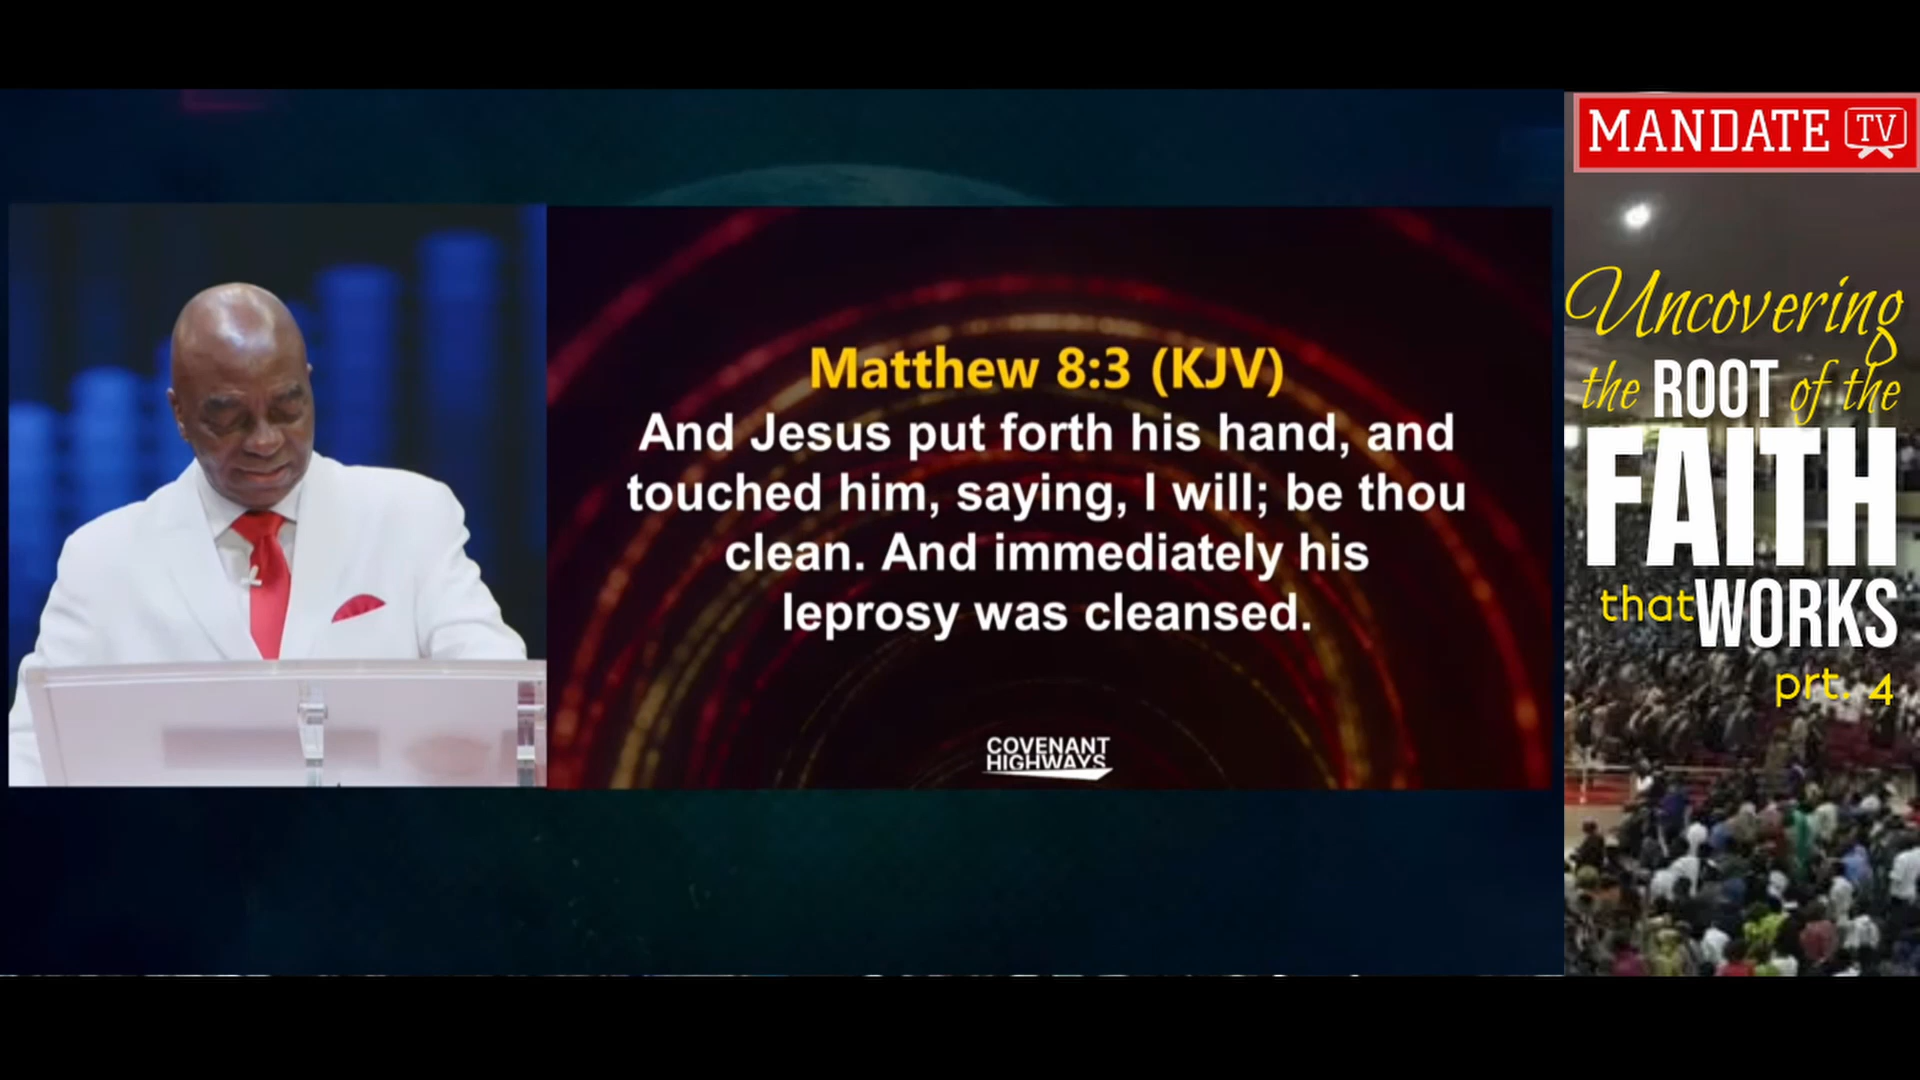 Matthew 8:3 (KJV)
And Jesus put forth his hand, and
touched him, saying, I will; be thou
clean. And immediately his
leprosy was cleansed.
COVENANT
HIGHWAYS
MANDATE TV
Uncovering
the ROOT of the
FAITH
that WORKS
prt. 4